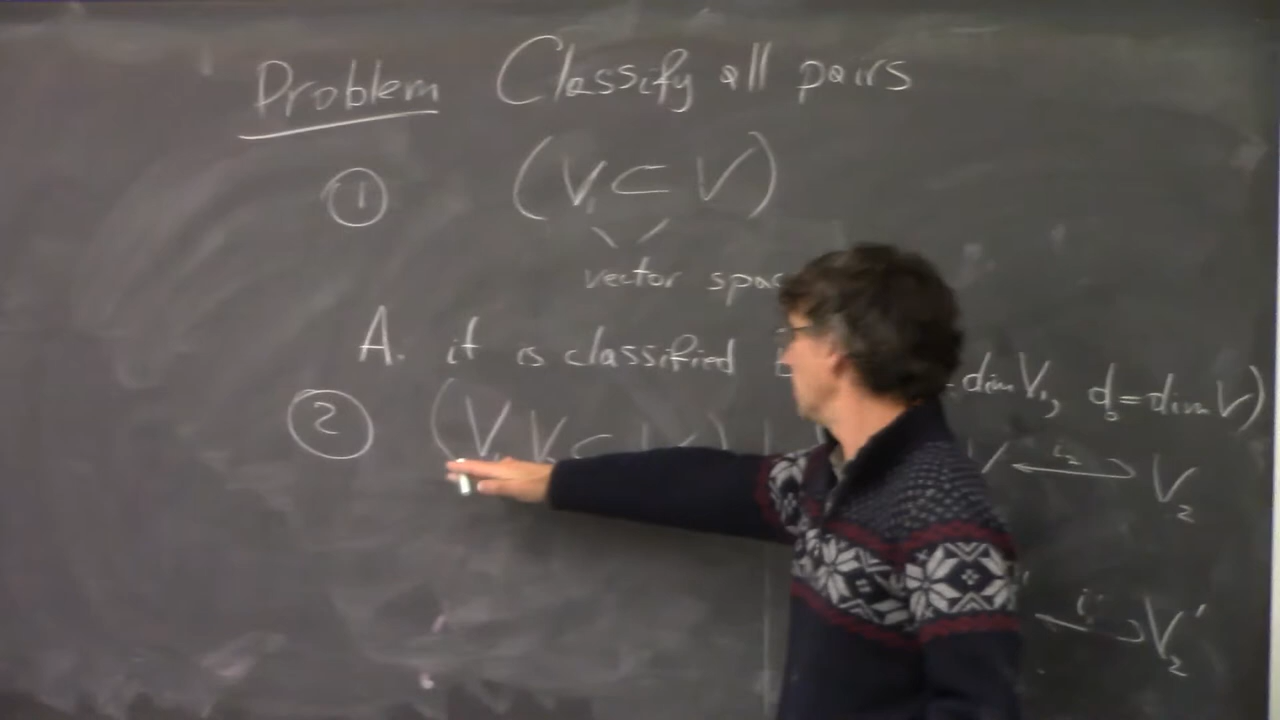 Problem Classify all pairs
① (V₁ ⊂ V)
vector
A. it is classified dim V₁, d₀ = dim V)
② (V₁ V₂ ⊂ V
V ↔ V₂
V₂'